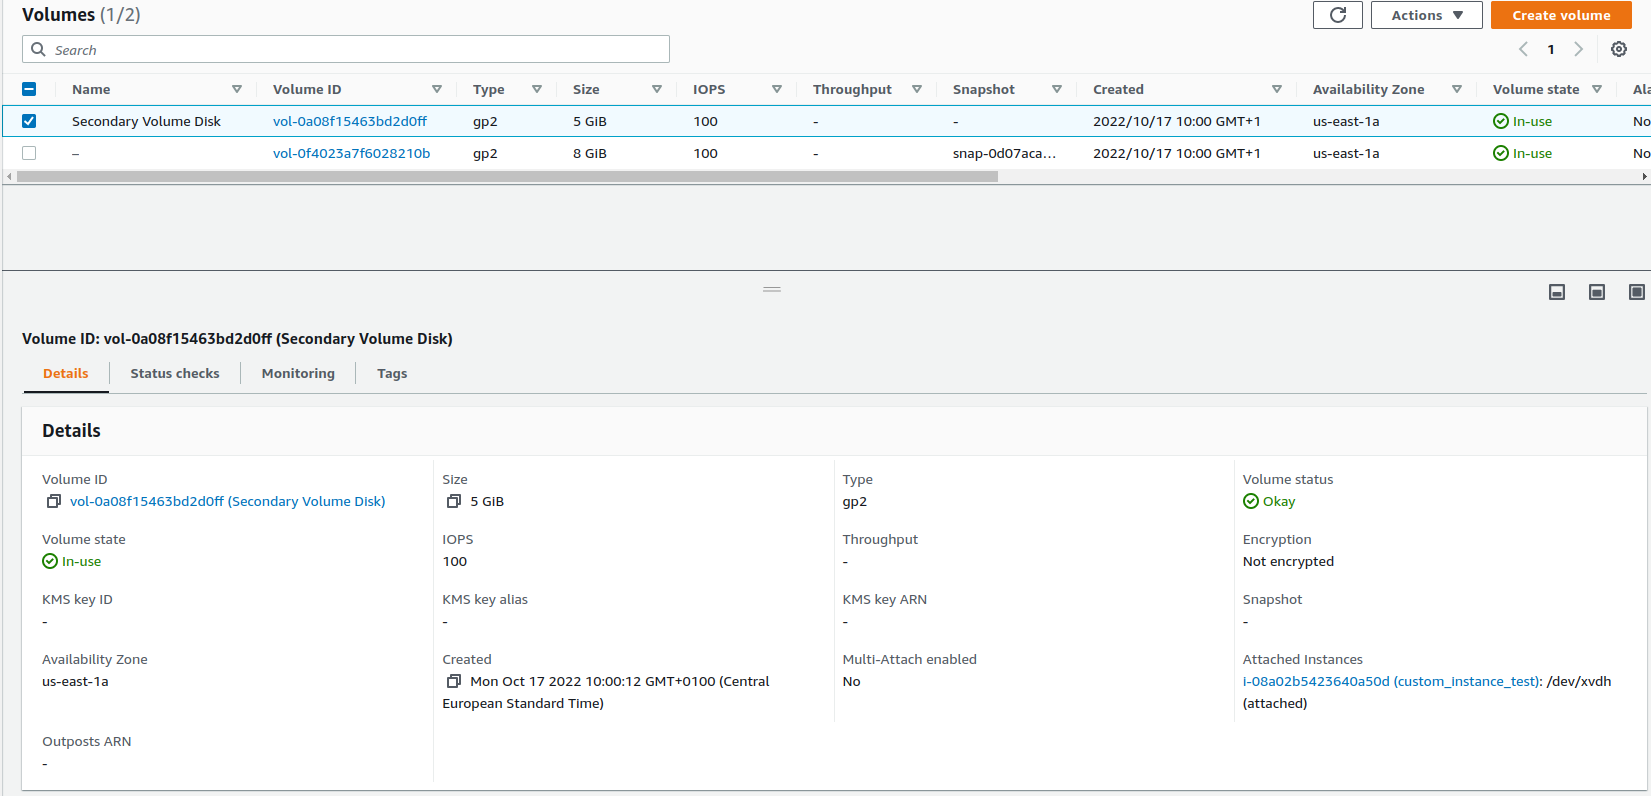 Volumes (1/2)
Actions
Create volume
Search
1
Name Volume ID Type Size IOPS Throughput Snapshot Created Availability Zone Volume state Ala
Secondary Volume Disk vol-0a08f15463bd2d0ff gp2 5 GiB 100 - - 2022/10/17 10:00 GMT+1 us-east-1a In-use No
– vol-0f4023a7f6028210b gp2 8 GiB 100 - snap-0d07aca... 2022/10/17 10:00 GMT+1 us-east-1a In-use No
Volume ID: vol-0a08f15463bd2d0ff (Secondary Volume Disk)
Details Status checks Monitoring Tags
Details
Volume ID Size Type Volume status
vol-0a08f15463bd2d0ff (Secondary Volume Disk) 5 GiB gp2 Okay
Volume state IOPS Throughput Encryption
In-use 100 - Not encrypted
KMS key ID KMS key alias KMS key ARN Snapshot
- - - -
Availability Zone Created Multi-Attach enabled Attached Instances
us-east-1a Mon Oct 17 2022 10:00:12 GMT+0100 (Central No i-08a02b5423640a50d (custom_instance_test): /dev/xvdh
European Standard Time) (attached)
Outposts ARN
-